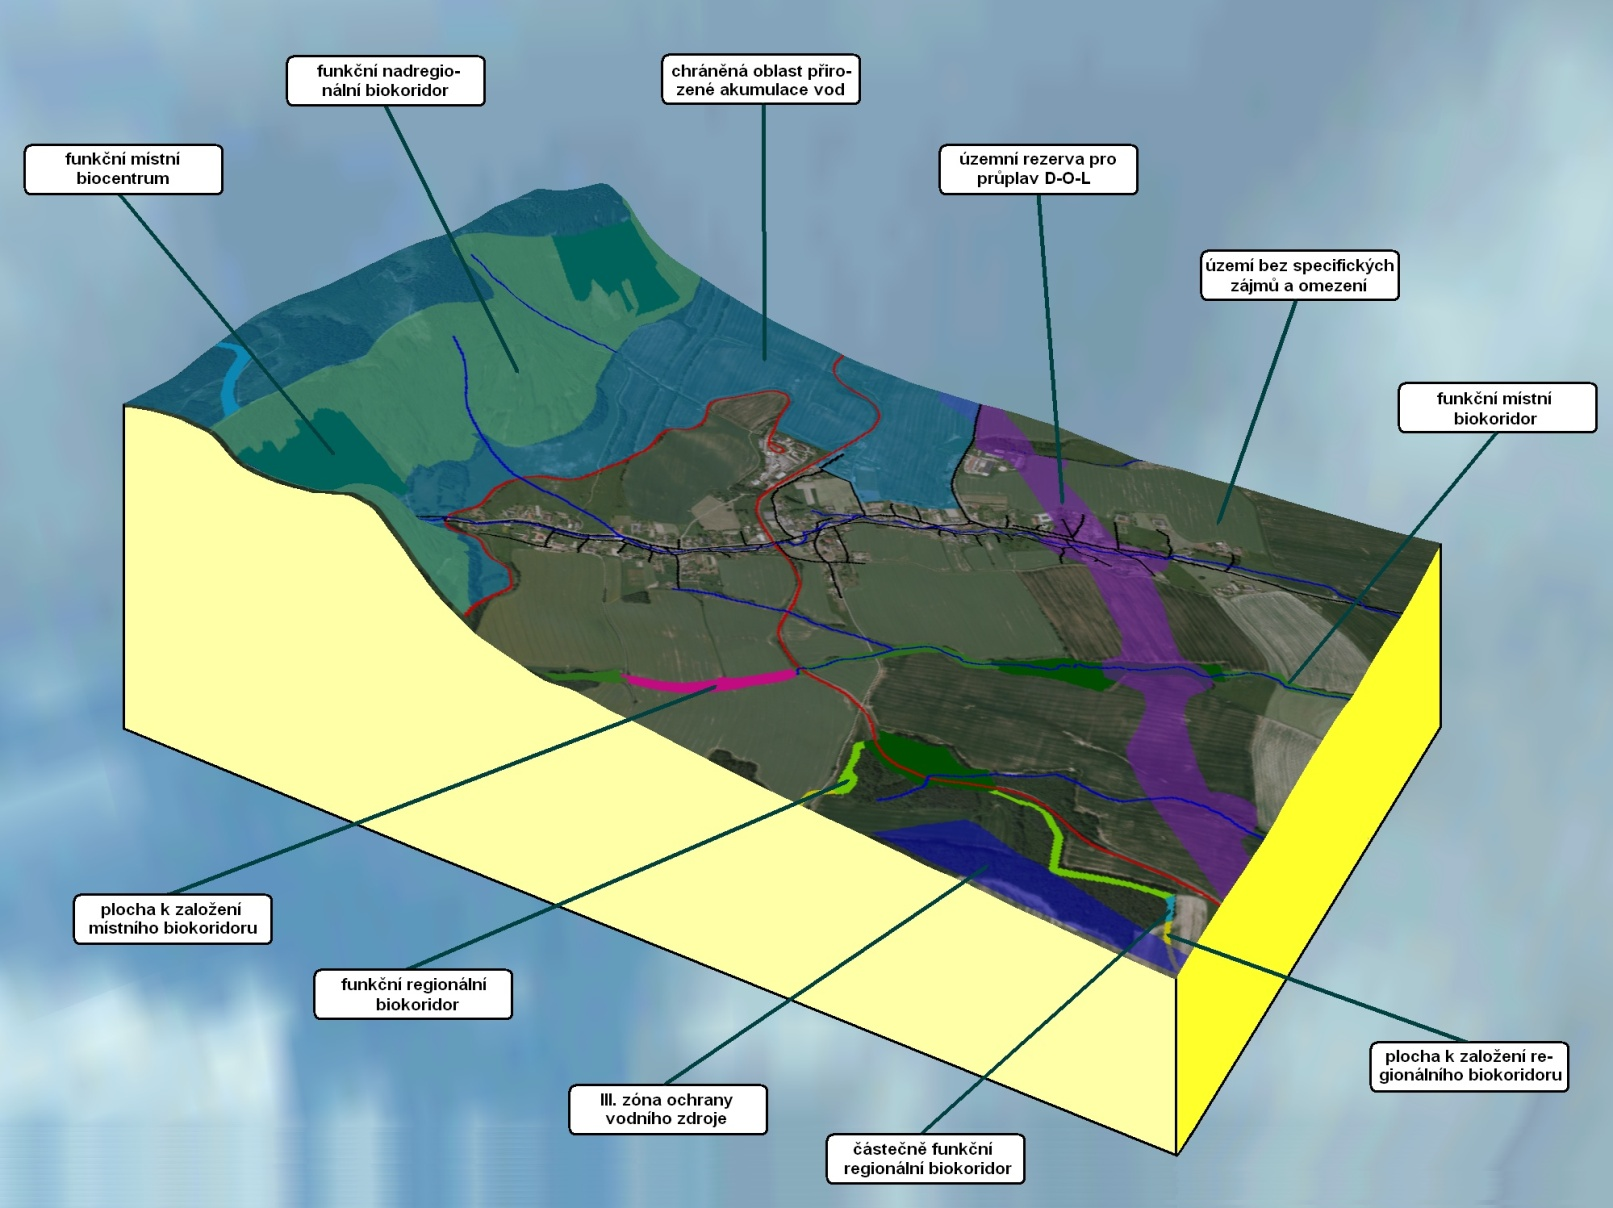 funkční nadregio-
nální biokoridor
chráněná oblast přiro-
zené akumulace vod
funkční místní
biocentrum
územní rezerva pro
průplav D-O-L
území bez specifických
zájmů a omezení
funkční místní
biokoridor
plocha k založení
místního biokoridoru
funkční regionální
biokoridor
III. zóna ochrany
vodního zdroje
částečně funkční
regionální biokoridor
plocha k založení re-
gionálního biokoridoru